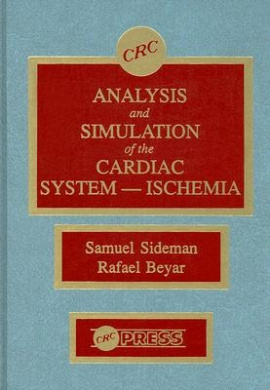 CRC
ANALYSIS
and
SIMULATION
of the
CARDIAC
SYSTEM — ISCHEMIA
Samuel Sideman
Rafael Beyar
CRC PRESS